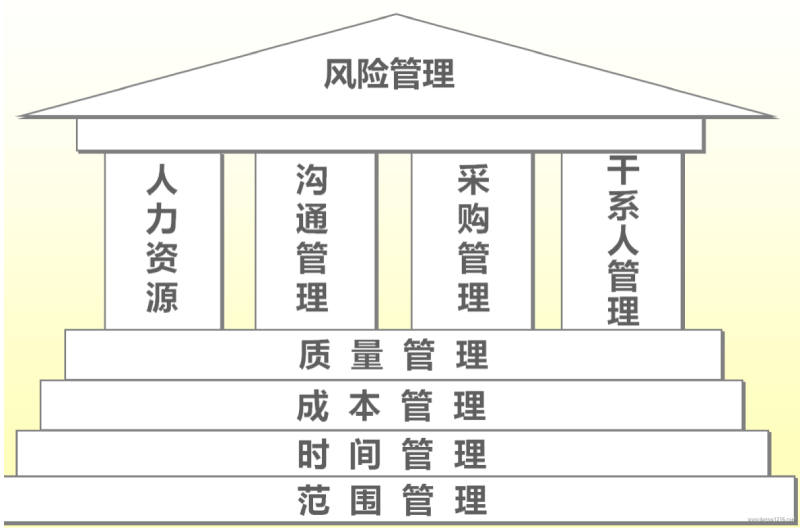 风险管理
人力资源
沟通管理
采购管理
干系人管理
质量管理
成本管理
时间管理
范围管理